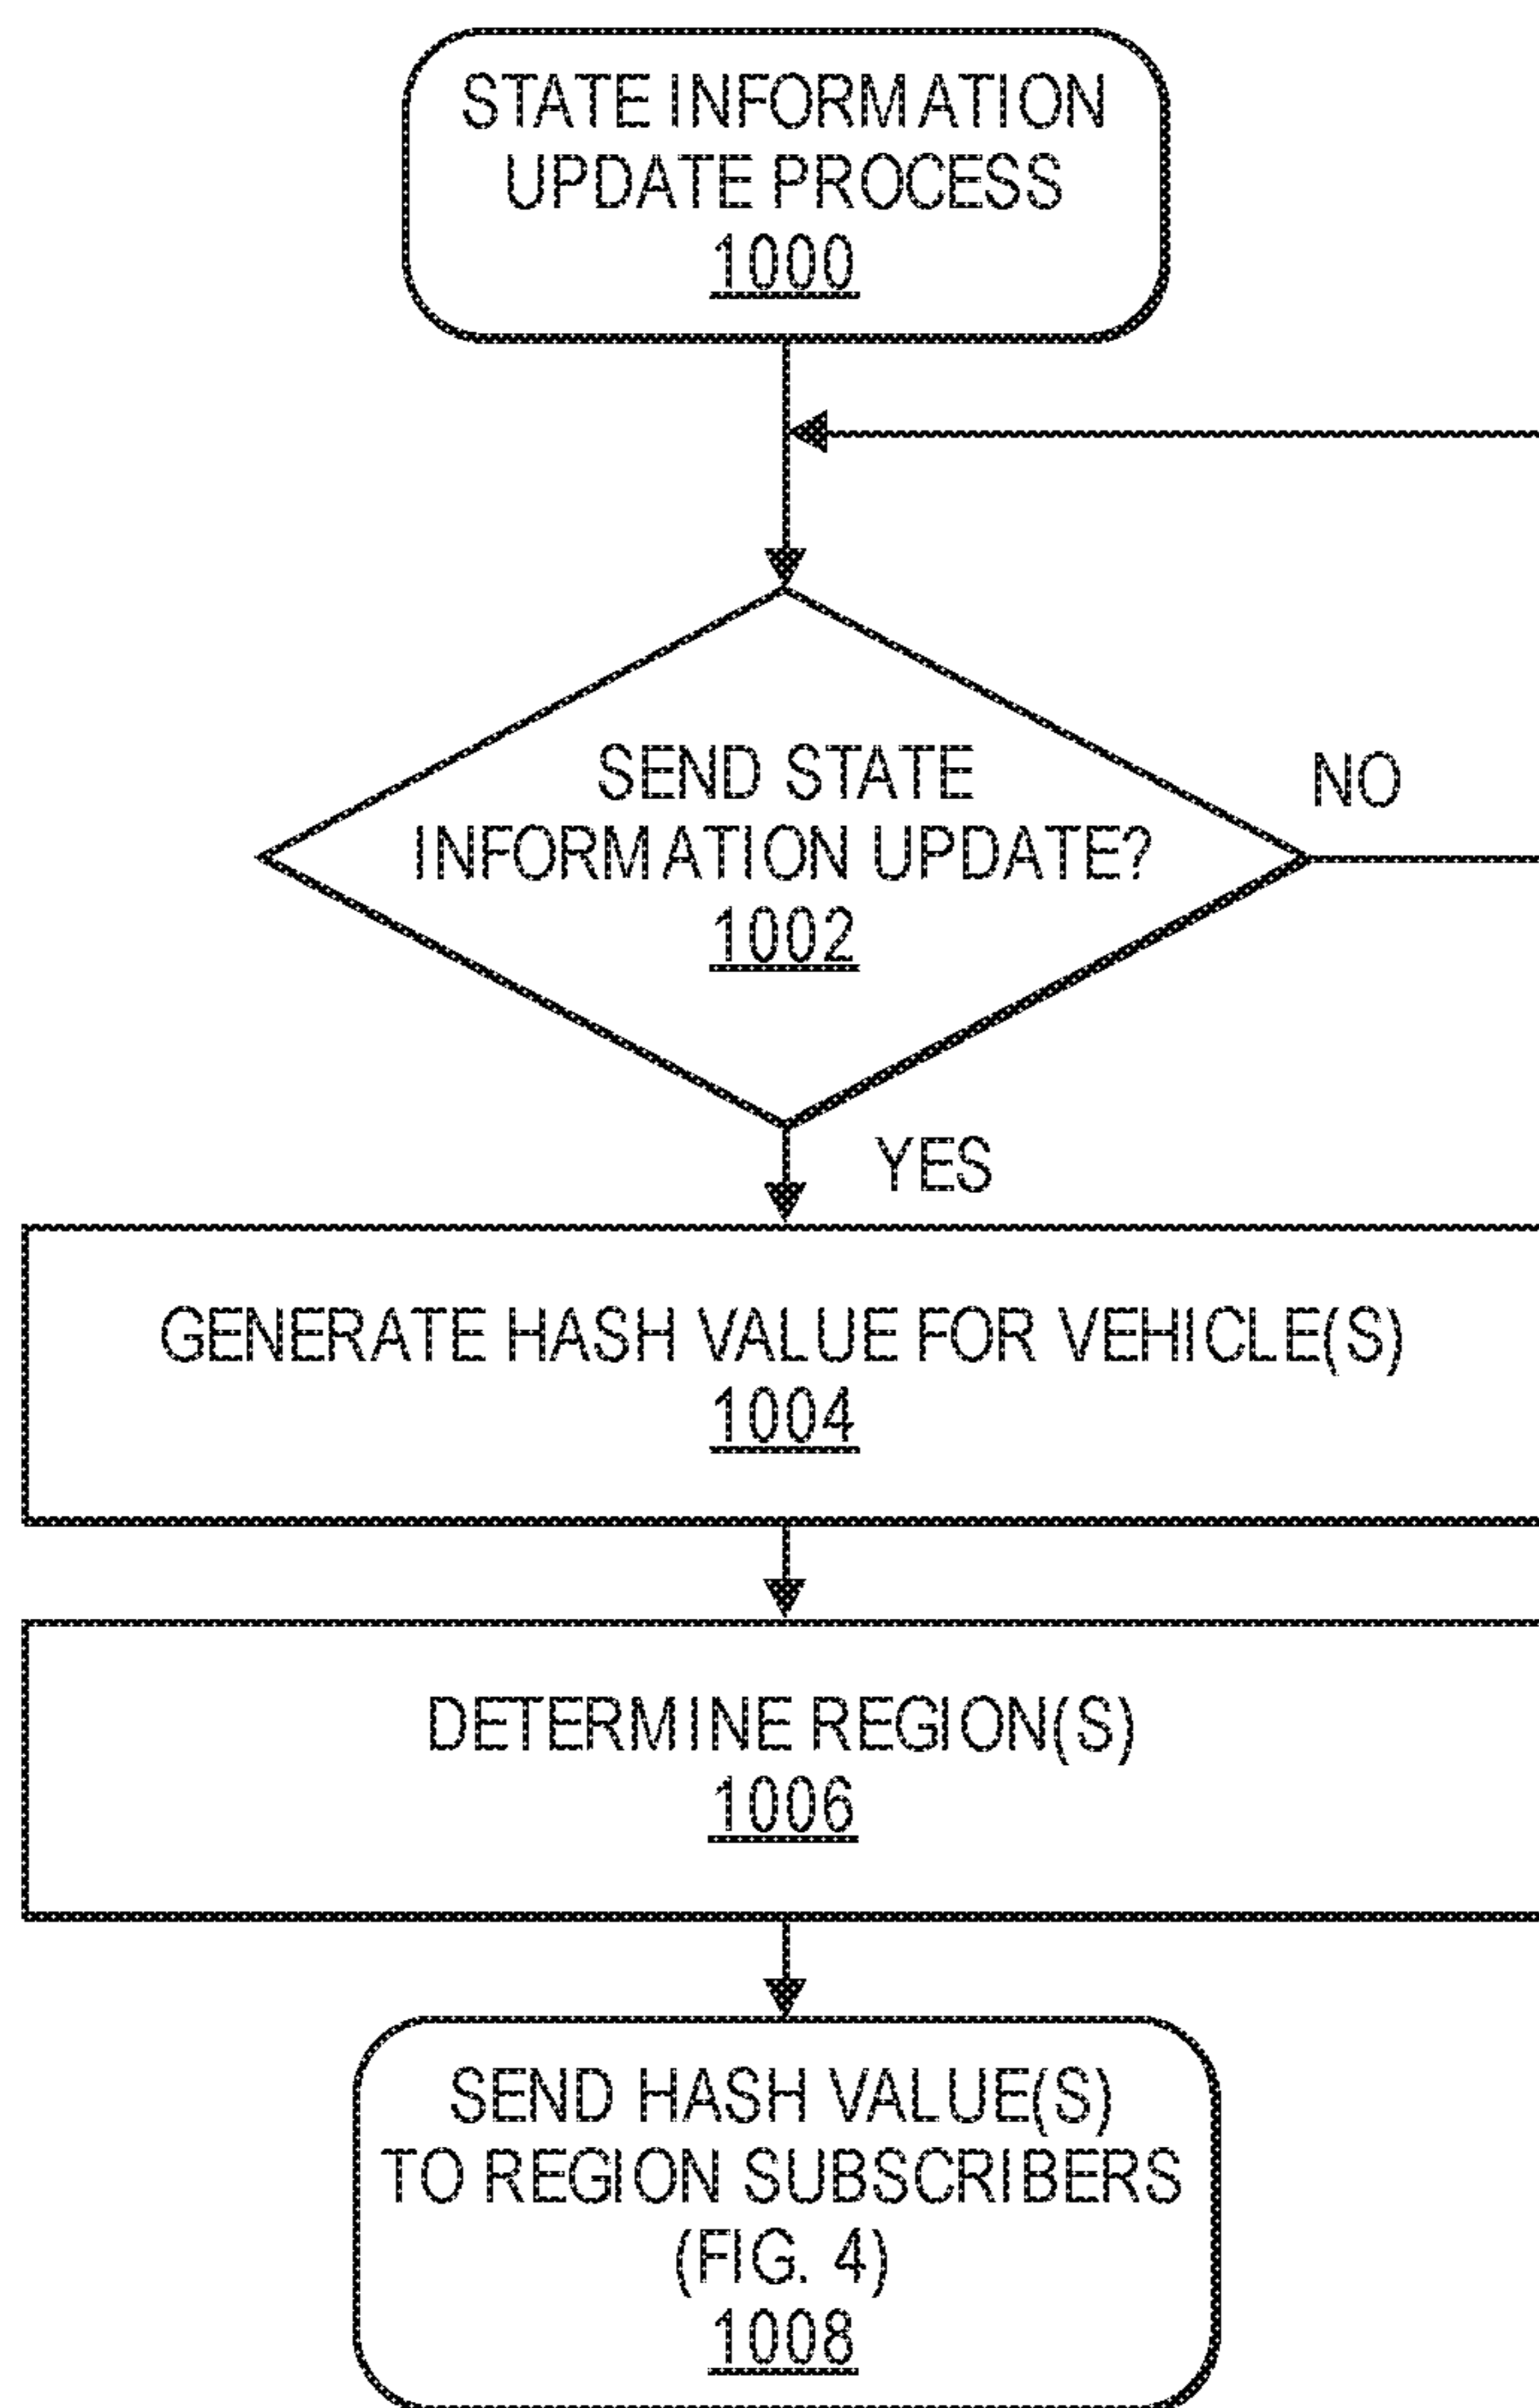 STATE INFORMATION
UPDATE PROCESS
1000
SEND STATE
INFORMATION UPDATE?
1002
NO
YES
GENERATE HASH VALUE FOR VEHICLE(S)
1004
DETERMINE REGION(S)
1006
SEND HASH VALUE(S)
TO REGION SUBSCRIBERS
(FIG. 4)
1008